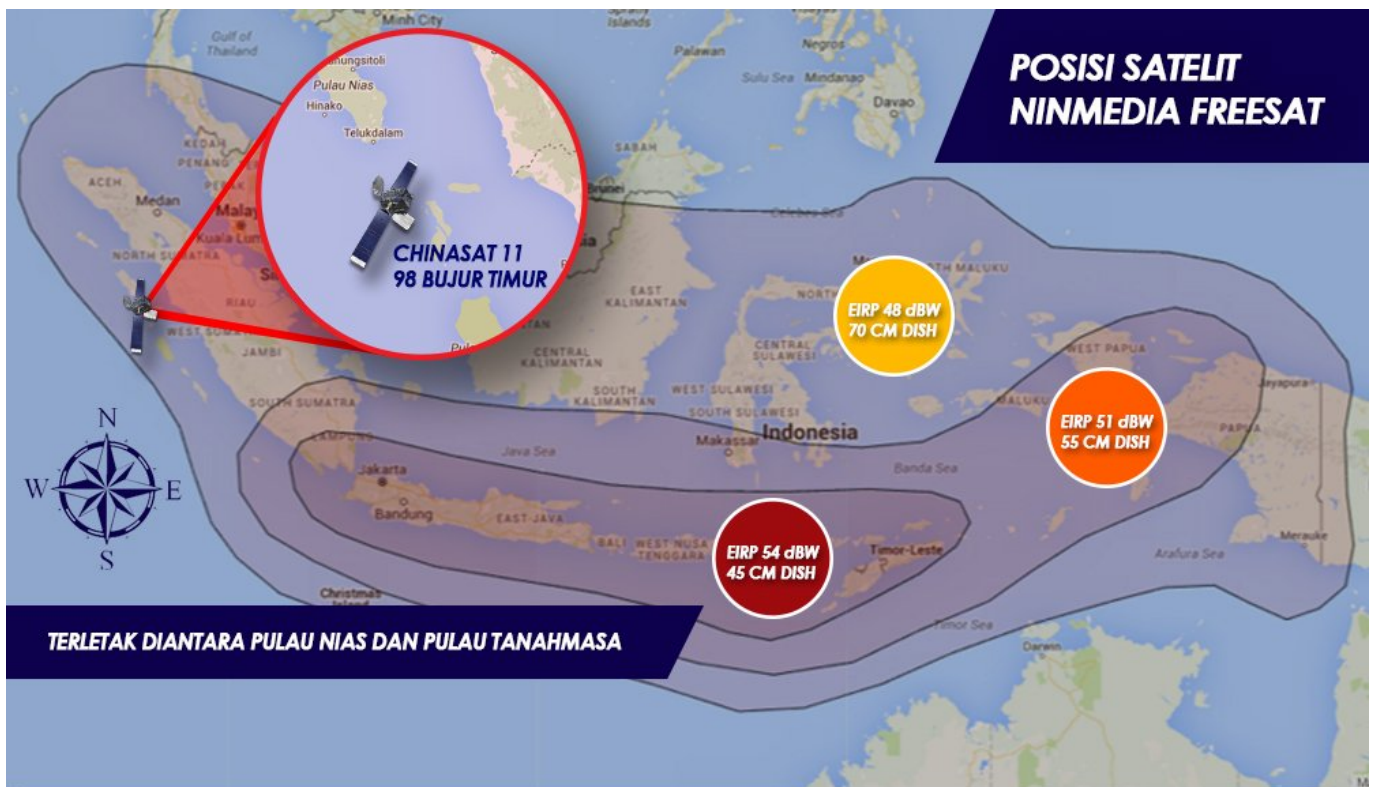 POSISI SATELIT
NINMEDIA FREESAT
Minh City
Gulf of
Thailand
Islands
Palawan
Negros
Sulu Sea
Mindanao
Davao
Pulau Nias
Hinako
Telukdalam
CHINASAT 11
98 BUJUR TIMUR
KEDAH
PENANG
ACEH
Medan
Kuala Lum
NORTH SUMATRA
RIAU
JAMBI
SABAH
Brunei
Celebes Sea
NORTH MALUKU
EAST
KALIMANTAN
NORTH
EIRP 48 dBW
70 CM DISH
CENTRAL
KALIMANTAN
CENTRAL
SULAWESI
WEST PAPUA
SOUTH SUMATRA
SOUTH
KALIMANTAN
WEST SULAWESI
SOUTH SULAWESI
MALUKU
Jayapura
PAPUA
EIRP 51 dBW
55 CM DISH
LAMPUNG
Java Sea
Makassar
Indonesia
Banda Sea
Jakarta
Bandung
EAST JAVA
BALI
WEST NUSA
TENGGARA
EIRP 54 dBW
45 CM DISH
Timor-Leste
Arafura Sea
Merauke
N
W
E
S
Christmas
Island
Timor Sea
Darwin
TERLETAK DIANTARA PULAU NIAS DAN PULAU TANAHMASA